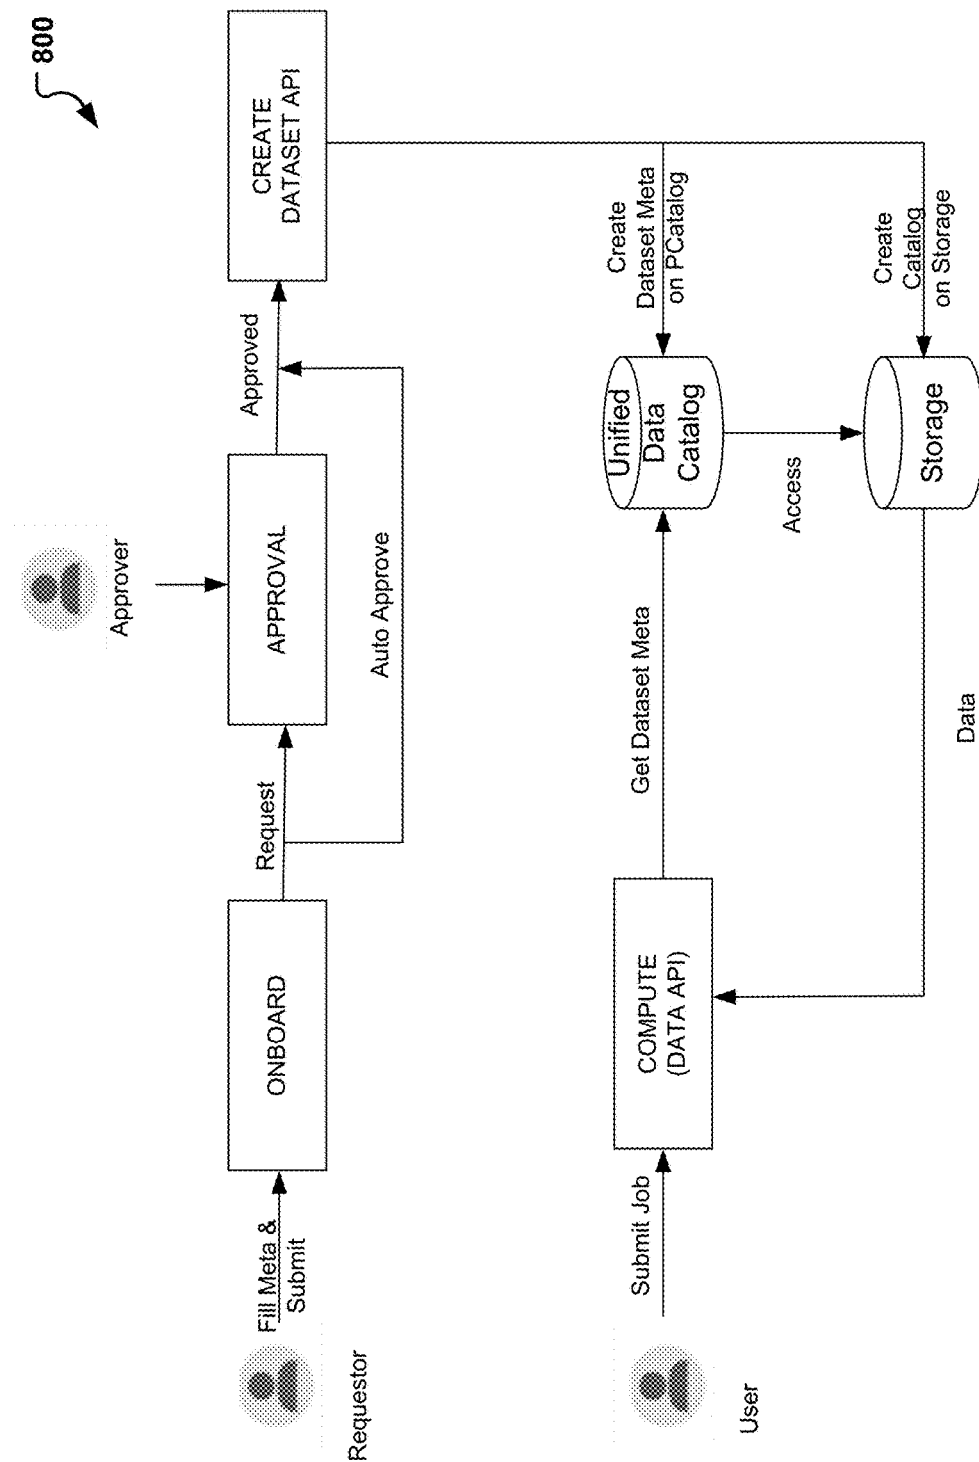 800
Approver
Requestor
Fill Meta &
Submit
ONBOARD
Request
APPROVAL
Approved
Auto Approve
CREATE
DATASET API
User
Submit Job
COMPUTE
(DATA API)
Get Dataset Meta
Unified
Data
Catalog
Create
Dataset Meta
on PCatalog
Access
Storage
Create
Catalog
on Storage
Data